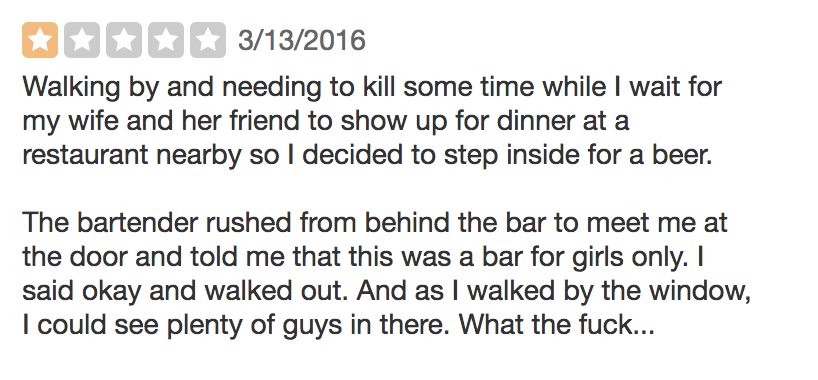 3/13/2016
Walking by and needing to kill some time while I wait for
my wife and her friend to show up for dinner at a
restaurant nearby so I decided to step inside for a beer.
The bartender rushed from behind the bar to meet me at
the door and told me that this was a bar for girls only. I
said okay and walked out. And as I walked by the window,
I could see plenty of guys in there. What the fuck...